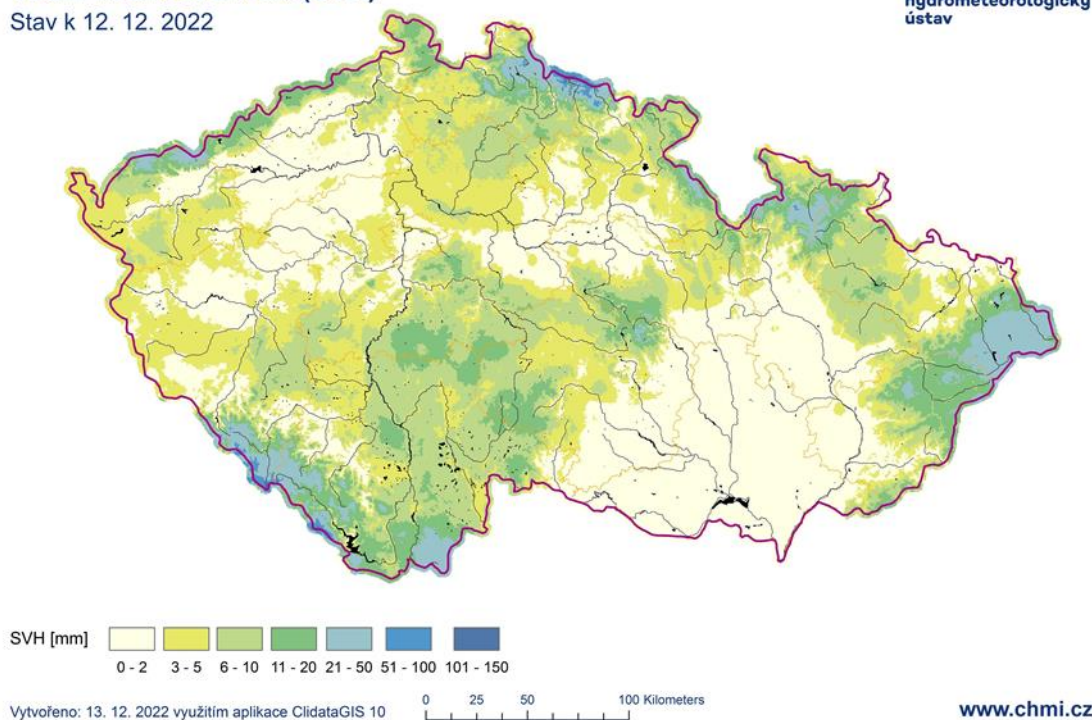 Stav k 12. 12. 2022
hydrometeorologický
ústav
SVH [mm]
0 - 2 3 - 5 6 - 10 11 - 20 21 - 50 51 - 100 101 - 150
0 25 50 100 Kilometers
Vytvořeno: 13. 12. 2022 využitím aplikace ClidataGIS 10
www.chmi.cz